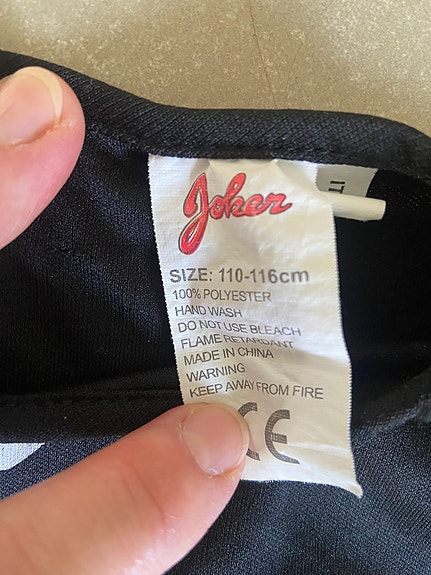 Joker
SIZE: 110-116cm
100% POLYESTER
HAND WASH
DO NOT USE BLEACH
FLAME RETARDANT
MADE IN CHINA
WARNING
KEEP AWAY FROM FIRE
CE